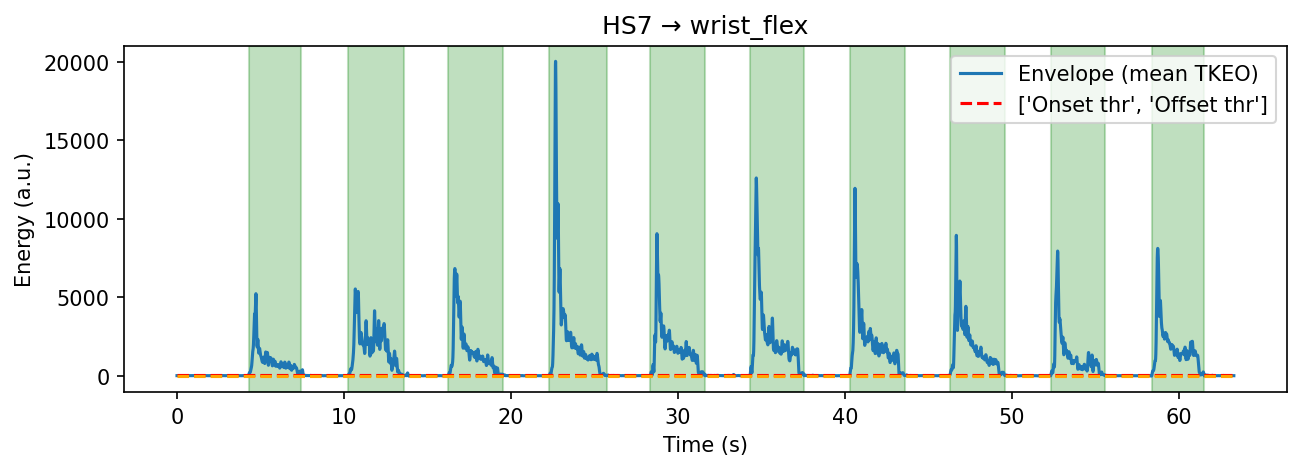 HS7 → wrist_flex
Energy (a.u.)
20000
15000
10000
5000
0
Envelope (mean TKEO)
['Onset thr', 'Offset thr']
0 10 20 30 40 50 60
Time (s)